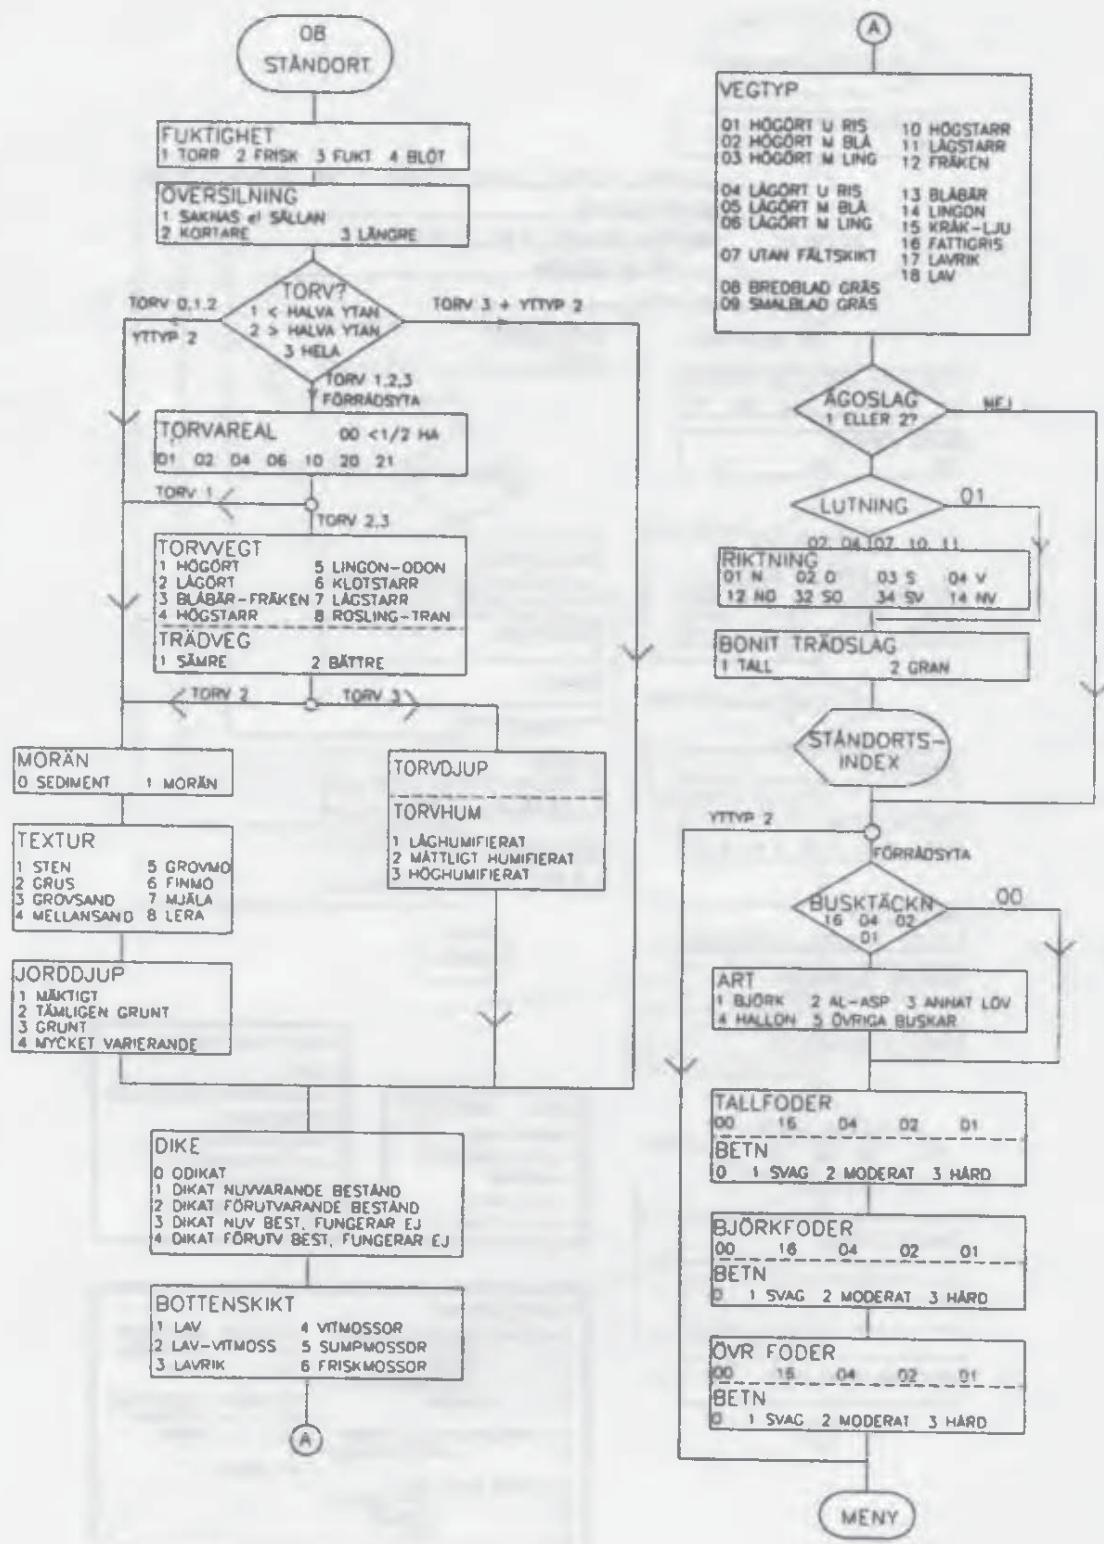 08
STÅNDORT
FUKTIGHET
1 TORR 2 FRISK 3 FUKT 4 BLÖT
ÖVERSILNING
1 SAKNAS el SÄLLAN
2 KORTARE 3 LÄNGRE
TORV?
1 < HALVA YTAN
2 > HALVA YTAN
3 HELA
TORV 0,1,2
YTTYP 2
TORV 3 + YTTYP 2
TORV 1,2,3
FÖRRÅDSYTA
TORVAREAL 00 <1/2 HA
01 02 04 06 10 20 21
TORV 1
TORV 2,3
TORVVEGT
1 HÖGÖRT 5 LINGON-ODON
2 LÅGÖRT 6 KLOTSTARR
3 BLÅBÄR-FRÄKEN 7 LÅGSTARR
4 HÖGSTARR 8 ROSLING-TRAN
TRÄDVEG
1 SÄMRE 2 BÄTTRE
TORV 2 TORV 3
MORÄN
0 SEDIMENT 1 MORÄN
TEXTUR
1 STEN 5 GROVMO
2 GRUS 6 FINMO
3 GROVSAND 7 MJÄLA
4 MELLANSAND 8 LERA
JORDDJUP
1 MÄKTIGT
2 TÄMLIGEN GRUNT
3 GRUNT
4 MYCKET VARIERANDE
TORVDJUP
TORVHUM
1 LÅGHUMIFIERAT
2 MÅTTLIGT HUMIFIERAT
3 HÖGHUMIFIERAT
DIKE
0 ODIKAT
1 DIKAT NUVVARANDE BESTÅND
2 DIKAT FÖRUTVARANDE BESTÅND
3 DIKAT NUV BEST, FUNGERAR EJ
4 DIKAT FÖRUTV BEST, FUNGERAR EJ
BOTTENSKIKT
1 LAV 4 VITMOSSOR
2 LAV-VITMOSS 5 SUMPMOSSOR
3 LAVRIK 6 FRISKMOSSOR
A
A
VEGTYP
01 HÖGÖRT U RIS 10 HÖGSTARR
02 HÖGÖRT M BLÅ 11 LÅGSTARR
03 HÖGÖRT M LING 12 FRÄKEN
04 LÅGÖRT U RIS 13 BLÅBÄR
05 LÅGÖRT M BLÅ 14 LINGON
06 LÅGÖRT M LING 15 KRÅK-LJU
16 FATTIGRIS
07 UTAN FÄLTSKIKT 17 LAVRIK
18 LAV
08 BREDBLAD GRÄS
09 SMALBLAD GRÄS
ÄGOSLAG
1 ELLER 2?
NEJ
LUTNING
01
02 04 07 10 11
RIKTNING
01 N 02 O 03 S 04 V
12 NO 32 SO 34 SV 14 NV
BONIT TRÄDSLAG
1 TALL 2 GRAN
STÅNDORTS-
INDEX
YTTYP 2
FÖRRÅDSYTA
BUSKTÄCKN
16 04 02
01
00
ART
1 BJÖRK 2 AL-ASP 3 ANNAT LÖV
4 HALLON 5 ÖVRIGA BUSKAR
TALLFODER
00 16 04 02 01
BETN
0 1 SVAG 2 MODERAT 3 HÅRD
BJÖRKFODER
00 16 04 02 01
BETN
0 1 SVAG 2 MODERAT 3 HÅRD
ÖVR FODER
00 16 04 02 01
BETN
0 1 SVAG 2 MODERAT 3 HÅRD
MENY